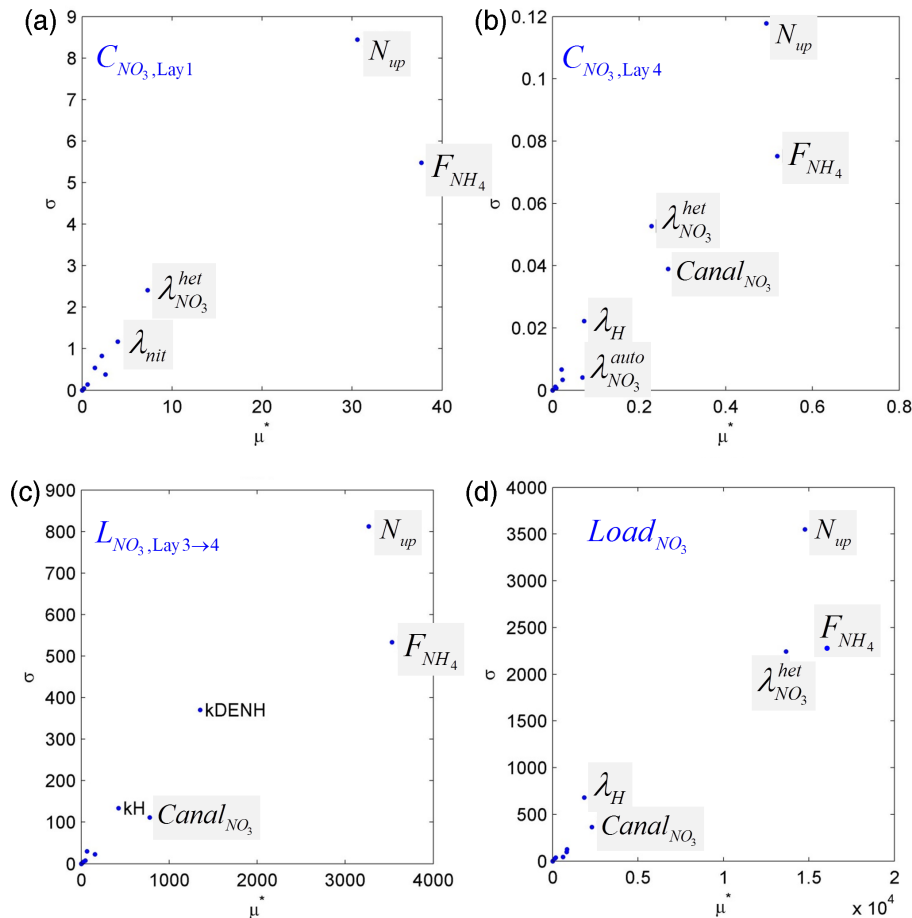 (a)
C_{NO_3,Lay1}
N_{up}
F_{NH_4}
λ_{NO_3}^{het}
λ_{nit}
σ
9
8
7
6
5
4
3
2
1
0
0 10 20 30 40
μ*
(b)
C_{NO_3,Lay4}
N_{up}
F_{NH_4}
λ_{NO_3}^{het}
Canal_{NO_3}
λ_H
λ_{NO_3}^{auto}
σ
0.12
0.1
0.08
0.06
0.04
0.02
0
0 0.2 0.4 0.6 0.8
μ*
(c)
L_{NO_3,Lay3→4}
N_{up}
F_{NH_4}
kDENH
kH
Canal_{NO_3}
σ
900
800
700
600
500
400
300
200
100
0
0 1000 2000 3000 4000
μ*
(d)
Load_{NO_3}
N_{up}
F_{NH_4}
λ_{NO_3}^{het}
λ_H
Canal_{NO_3}
σ
4000
3500
3000
2500
2000
1500
1000
500
0
0 0.5 1 1.5 2
μ*
x 10^4